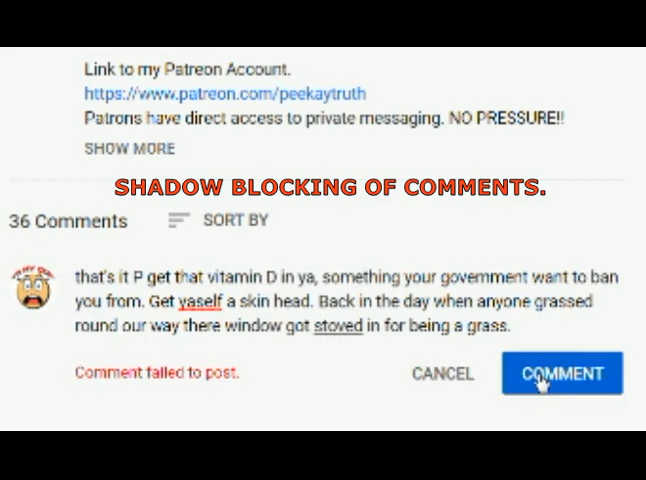 Link to my Patreon Account.
https://www.patreon.com/peekaytruth
Patrons have direct access to private messaging. NO PRESSURE!!
SHOW MORE
SHADOW BLOCKING OF COMMENTS.
36 Comments SORT BY
that's it P get that vitamin D in ya, something your government want to ban
you from. Get yaself a skin head. Back in the day when anyone grassed
round our way there window got stoved in for being a grass.
Comment failed to post. CANCEL COMMENT